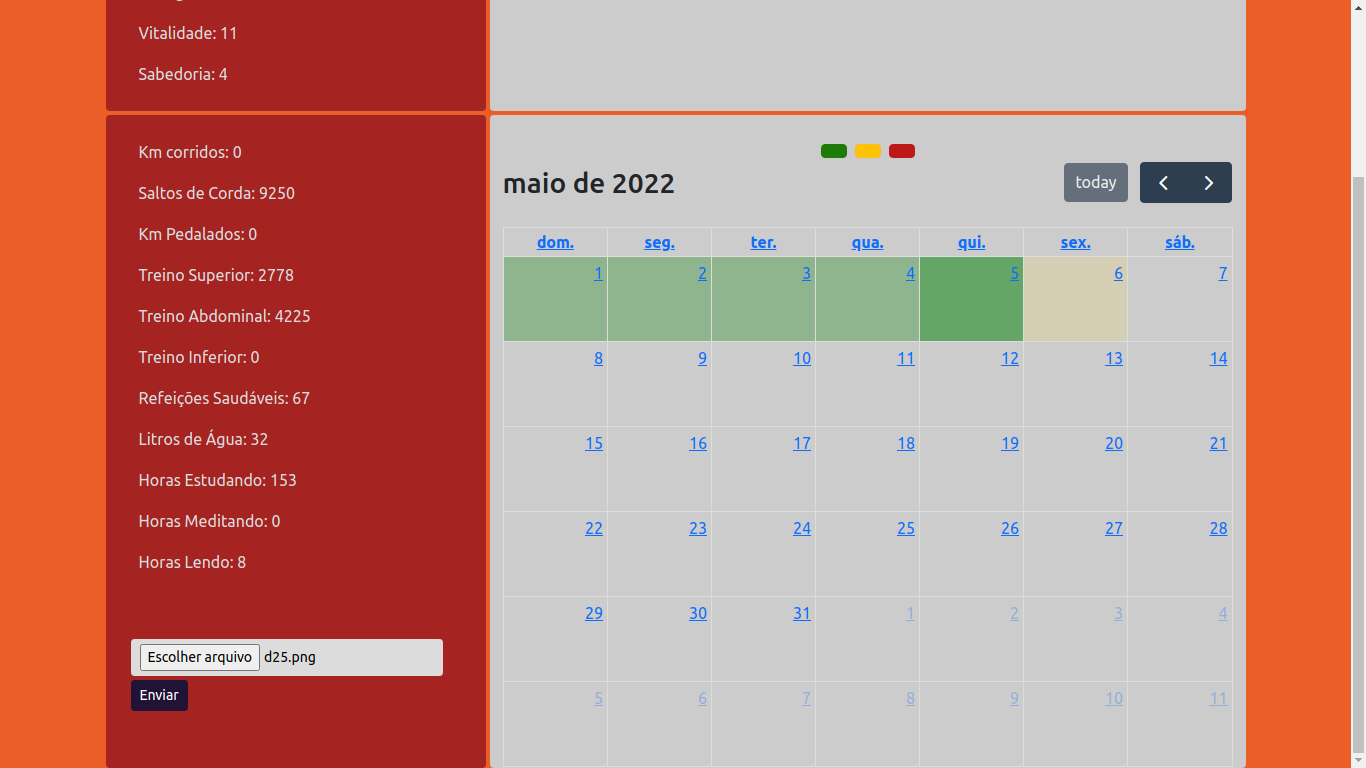 Vitalidade: 11
Sabedoria: 4
Km corridos: 0
Saltos de Corda: 9250
Km Pedalados: 0
Treino Superior: 2778
Treino Abdominal: 4225
Treino Inferior: 0
Refeições Saudáveis: 67
Litros de Água: 32
Horas Estudando: 153
Horas Meditando: 0
Horas Lendo: 8
Escolher arquivo d25.png
Enviar
maio de 2022 today
dom. seg. ter. qua. qui. sex. sáb.
1 2 3 4 5 6 7
8 9 10 11 12 13 14
15 16 17 18 19 20 21
22 23 24 25 26 27 28
29 30 31 1 2 3 4
5 6 7 8 9 10 11